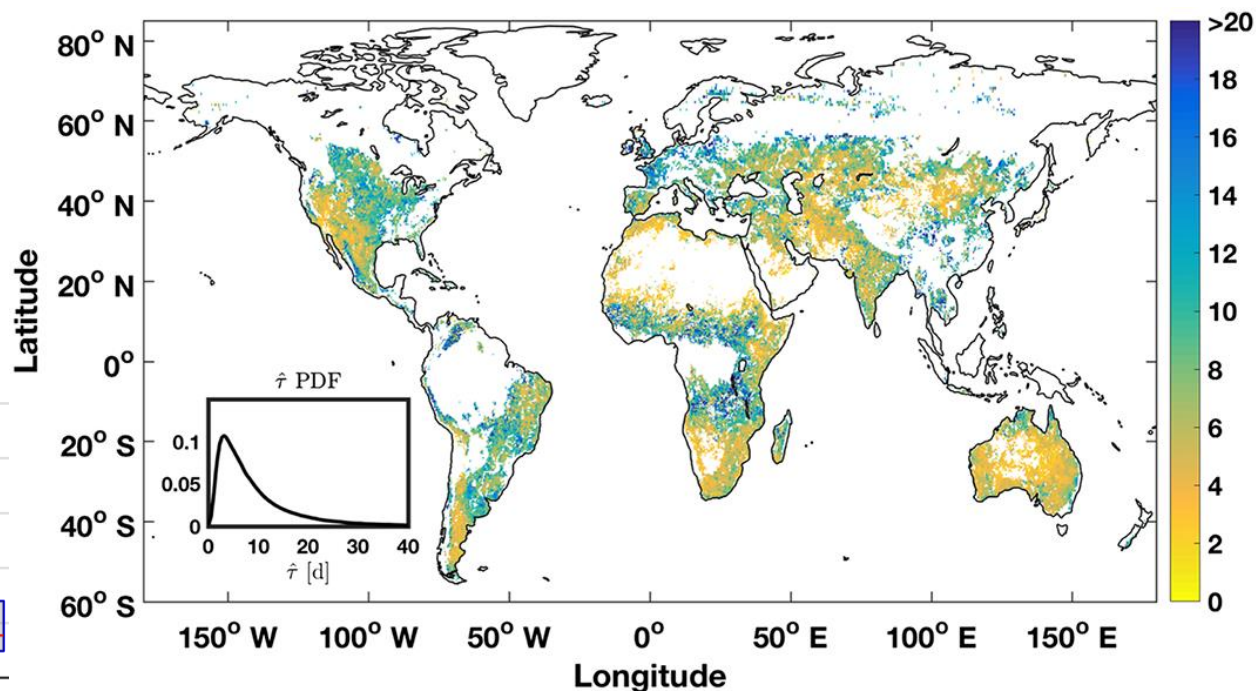 80° N
60° N
40° N
20° N
0°
20° S
40° S
60° S
Latitude
150° W 100° W 50° W 0° 50° E 100° E 150° E
Longitude
τ̂ PDF
0.1
0.05
0
0 10 20 30 40
τ̂ [d]
>20
18
16
14
12
10
8
6
4
2
0